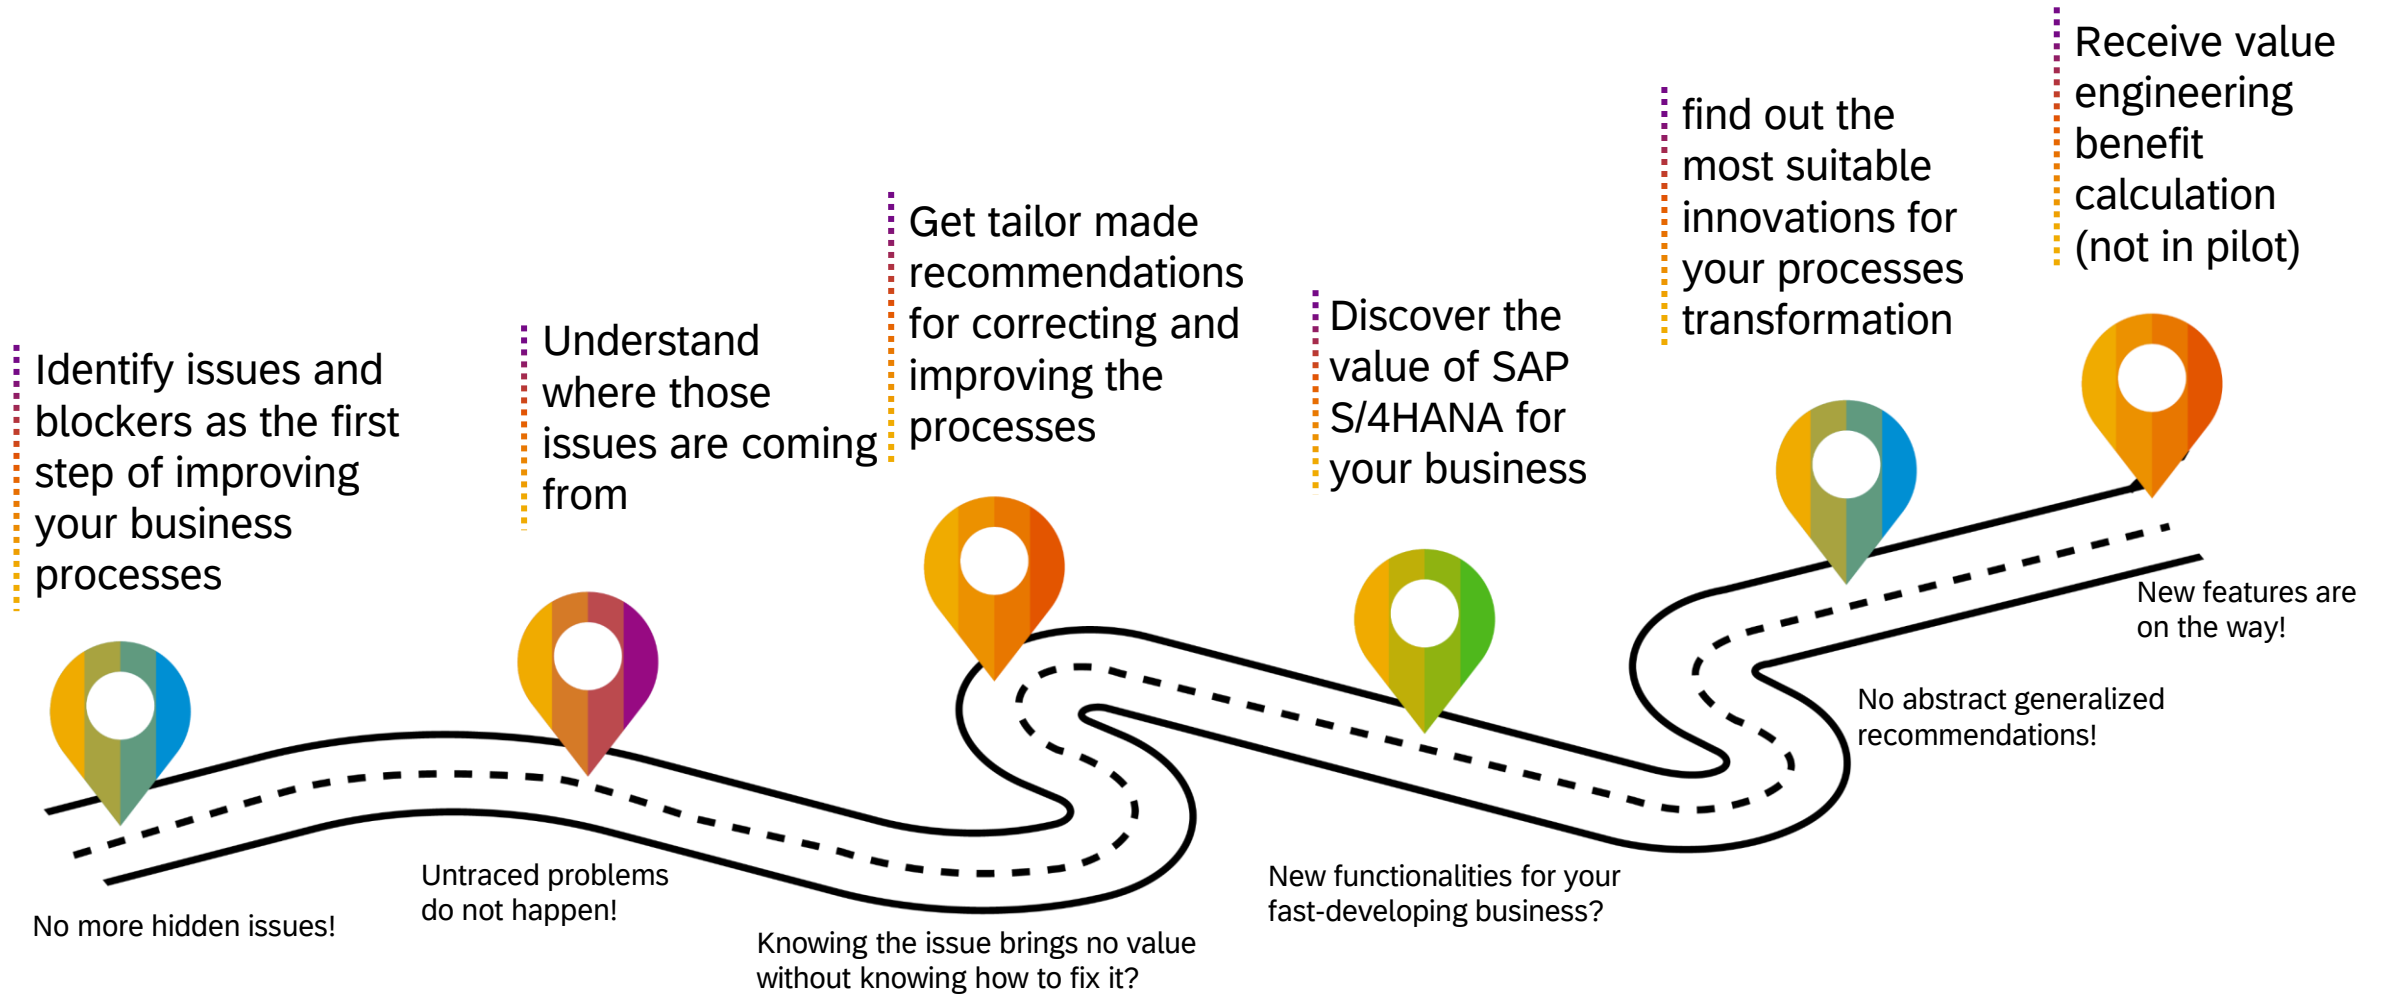 Identify issues and
blockers as the first
step of improving
your business
processes
Understand
where those
issues are coming
from
Get tailor made
recommendations
for correcting and
improving the
processes
Discover the
value of SAP
S/4HANA for
your business
find out the
most suitable
innovations for
your processes
transformation
Receive value
engineering
benefit
calculation
(not in pilot)
No more hidden issues!
Untraced problems
do not happen!
Knowing the issue brings no value
without knowing how to fix it?
New functionalities for your
fast-developing business?
No abstract generalized
recommendations!
New features are
on the way!